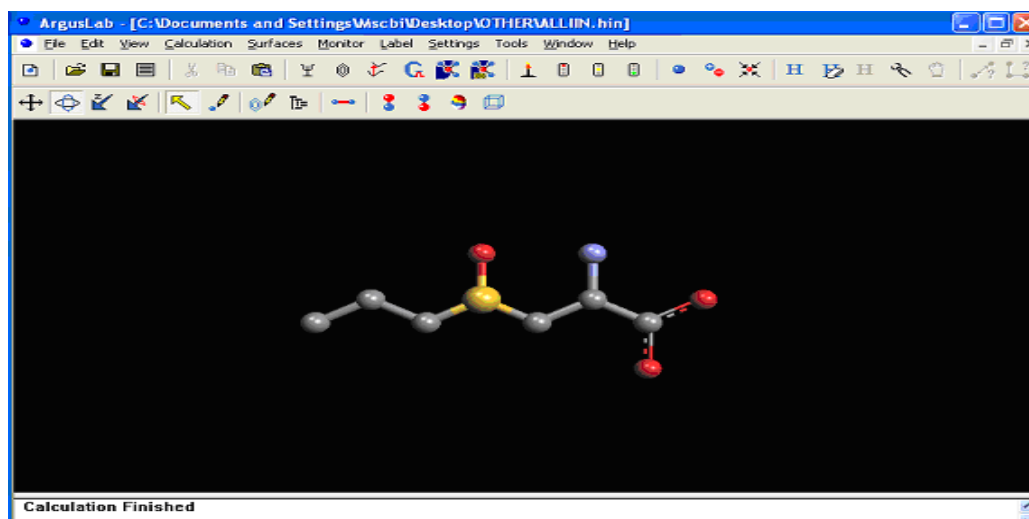 ArgusLab - [C:\Documents and Settings\Mscbi\Desktop\OTHER\ALLIIN.hin]
File Edit View Calculation Surfaces Monitor Label Settings Tools Window Help
Calculation Finished